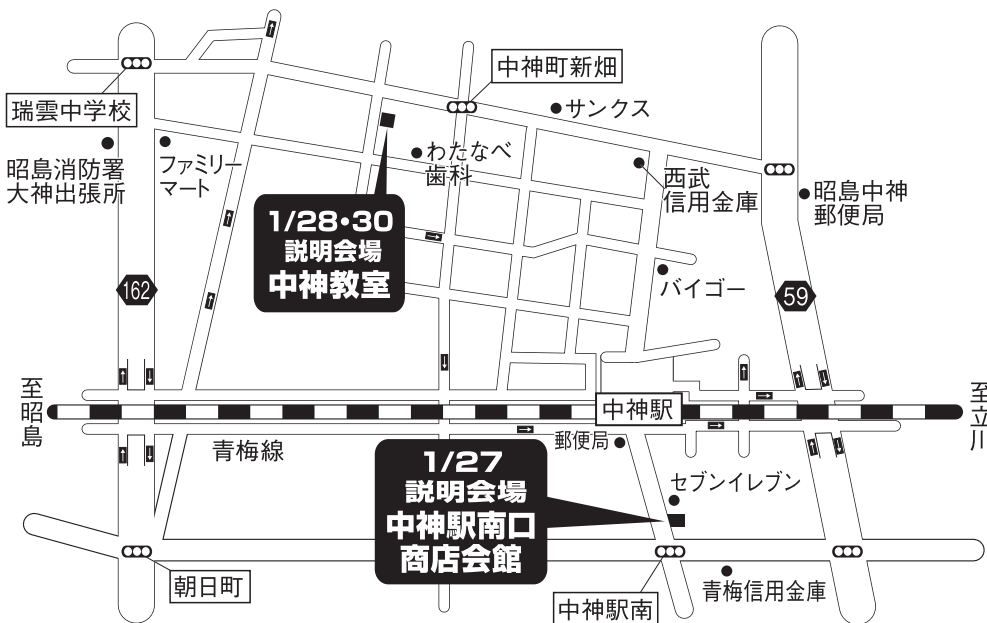 中神町新畑
サンクス
瑞雲中学校
昭島消防署
大神出張所
ファミリー
マート
わたなべ
歯科
西武
信用金庫
昭島中神
郵便局
1/28・30
説明会場
中神教室
162
バイゴー
59
至昭島
中神駅
至立川
青梅線
郵便局
1/27
説明会場
中神駅南口
商店会館
セブンイレブン
朝日町
中神駅南
青梅信用金庫